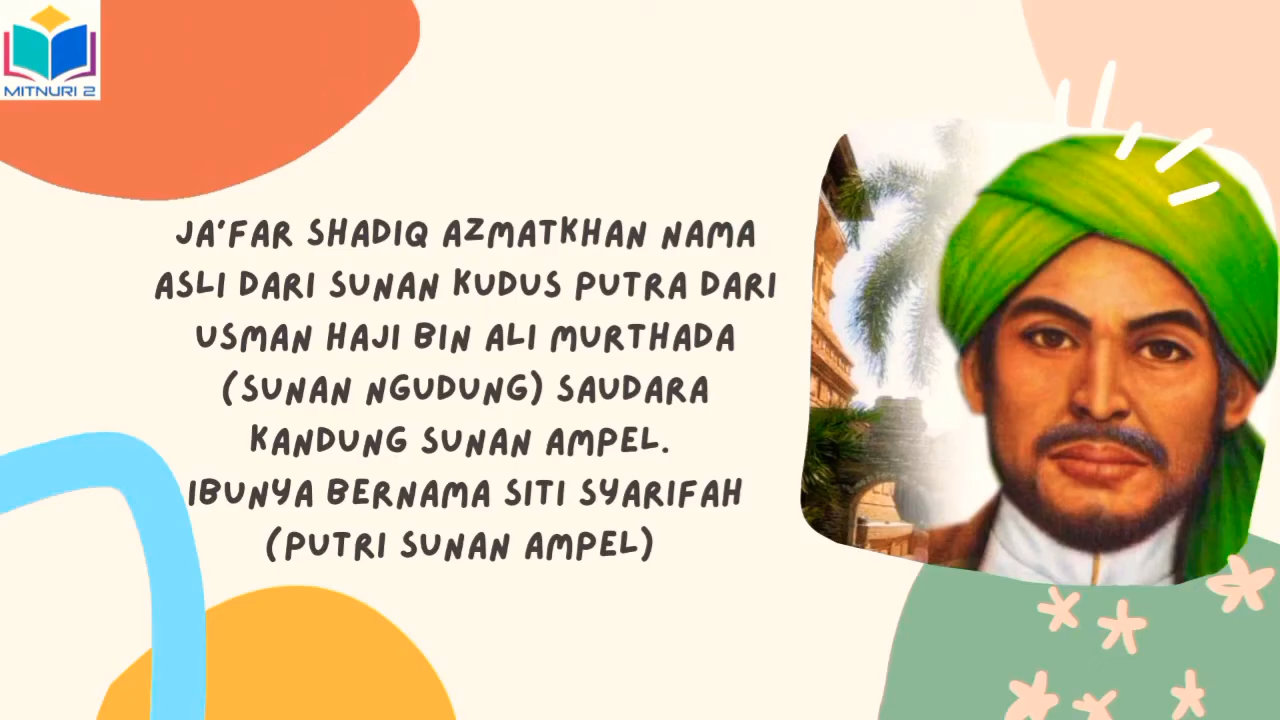 MITNURI 2
JA'FAR SHADIQ AZMATKHAN NAMA
ASLI DARI SUNAN KUDUS PUTRA DARI
USMAN HAJI BIN ALI MURTHADA
(SUNAN NGUDUNG) SAUDARA
KANDUNG SUNAN AMPEL.
IBUNYA BERNAMA SITI SYARIFAH
(PUTRI SUNAN AMPEL)